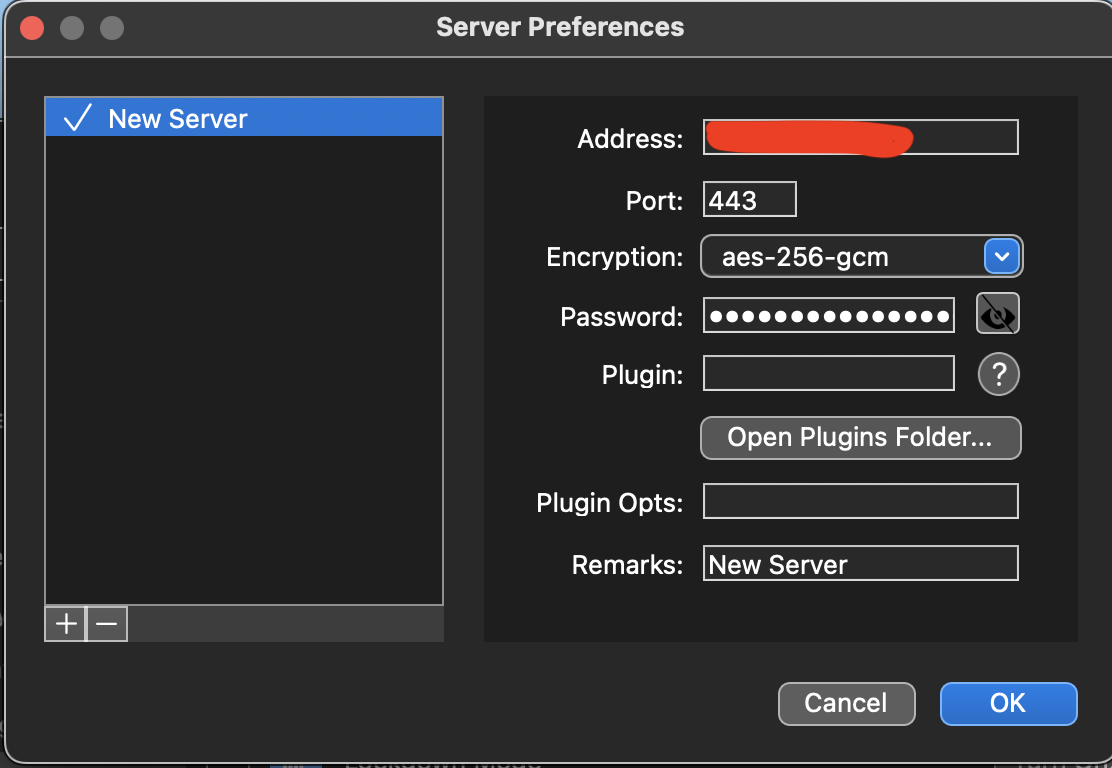 Server Preferences
New Server
Address:
Port: 443
Encryption: aes-256-gcm
Password: ●●●●●●●●●●●●●●●
Plugin:
?
Open Plugins Folder...
Plugin Opts:
Remarks: New Server
Cancel
OK